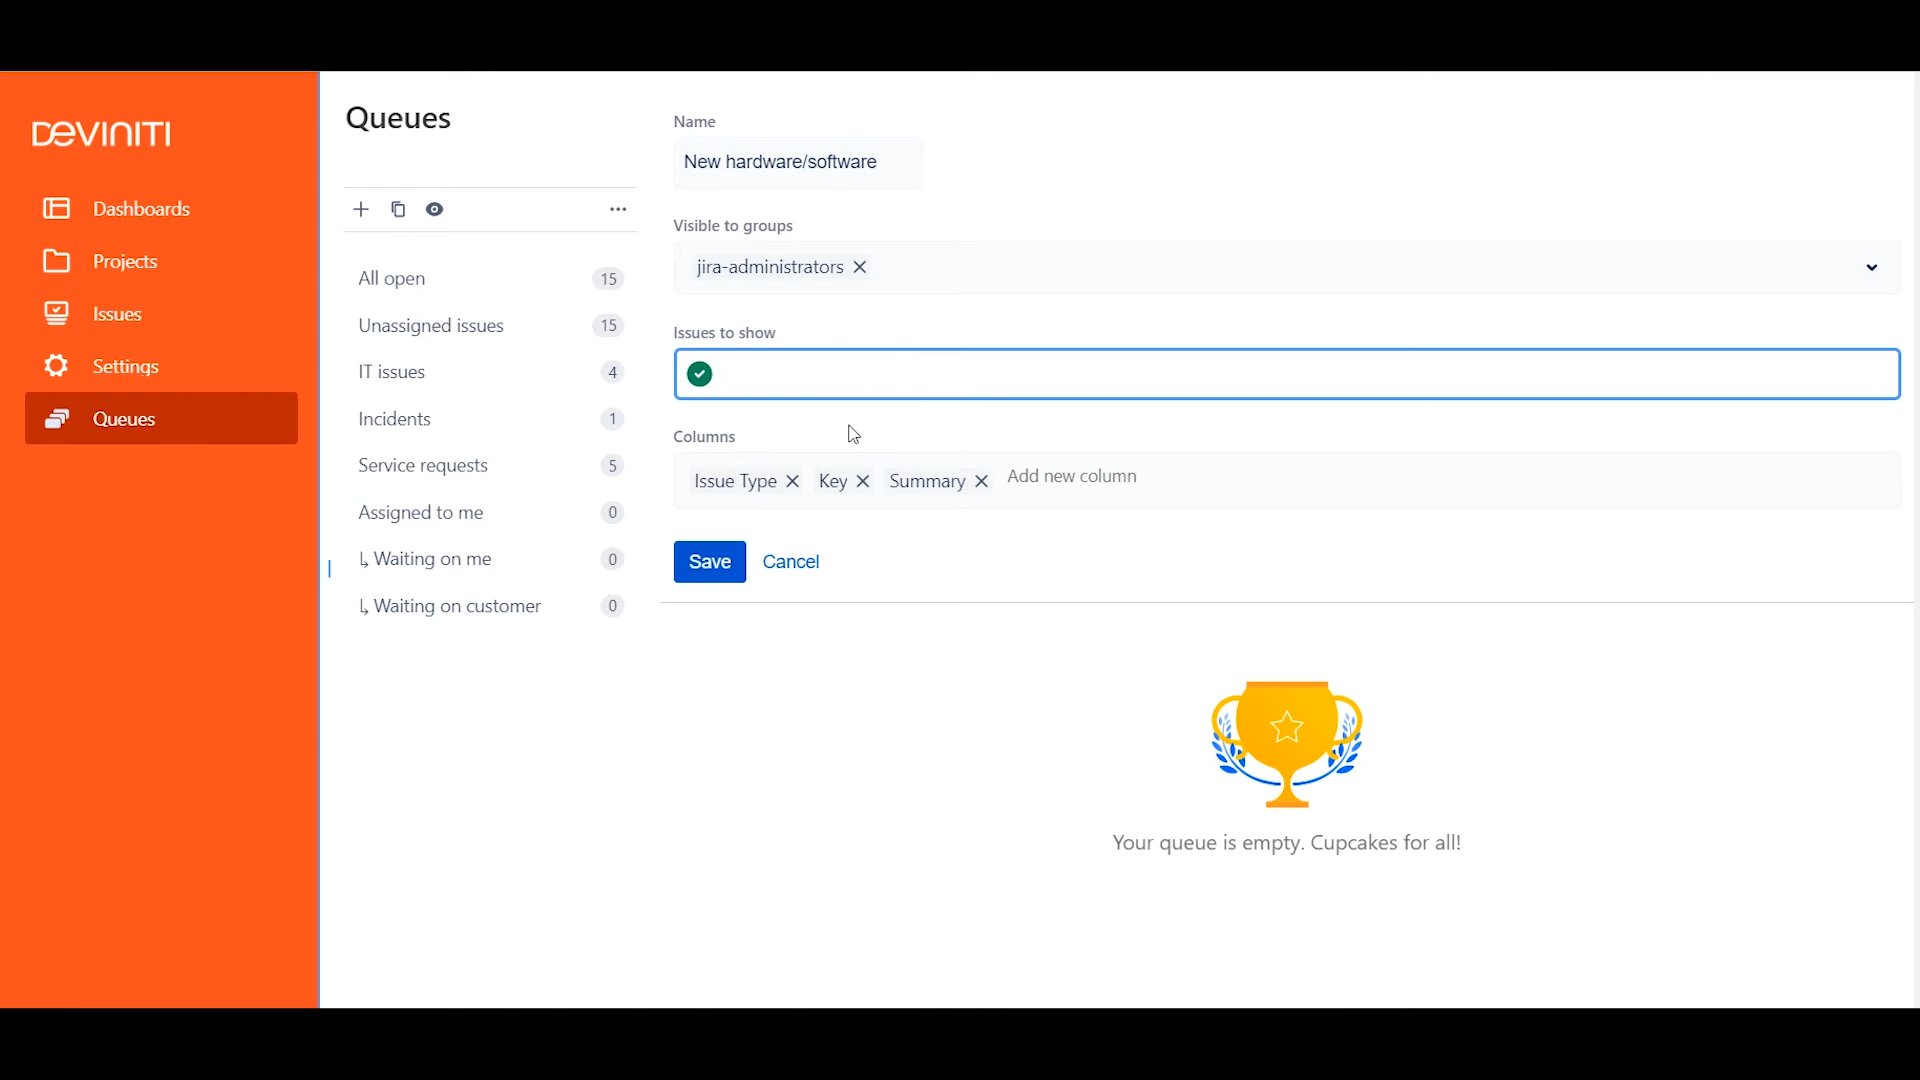 DEVINITI
Dashboards
Projects
Issues
Settings
Queues
Queues
All open 15
Unassigned issues 15
IT issues 4
Incidents 1
Service requests 5
Assigned to me 0
Waiting on me 0
Waiting on customer 0
Name
New hardware/software
Visible to groups
jira-administrators
Issues to show
Columns
Issue Type Key Summary Add new column
Save Cancel
Your queue is empty. Cupcakes for all!